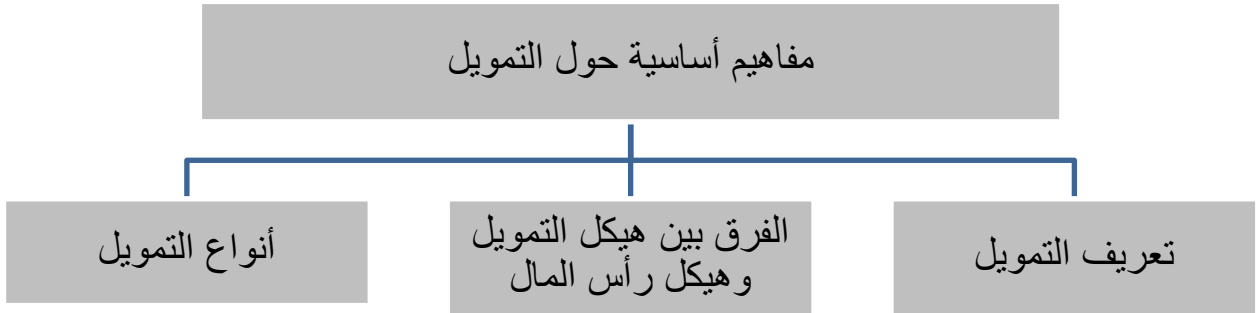 مفاهيم أساسية حول التمويل
تعريف التمويل
الفرق بين هيكل التمويل
وهيكل رأس المال
أنواع التمويل